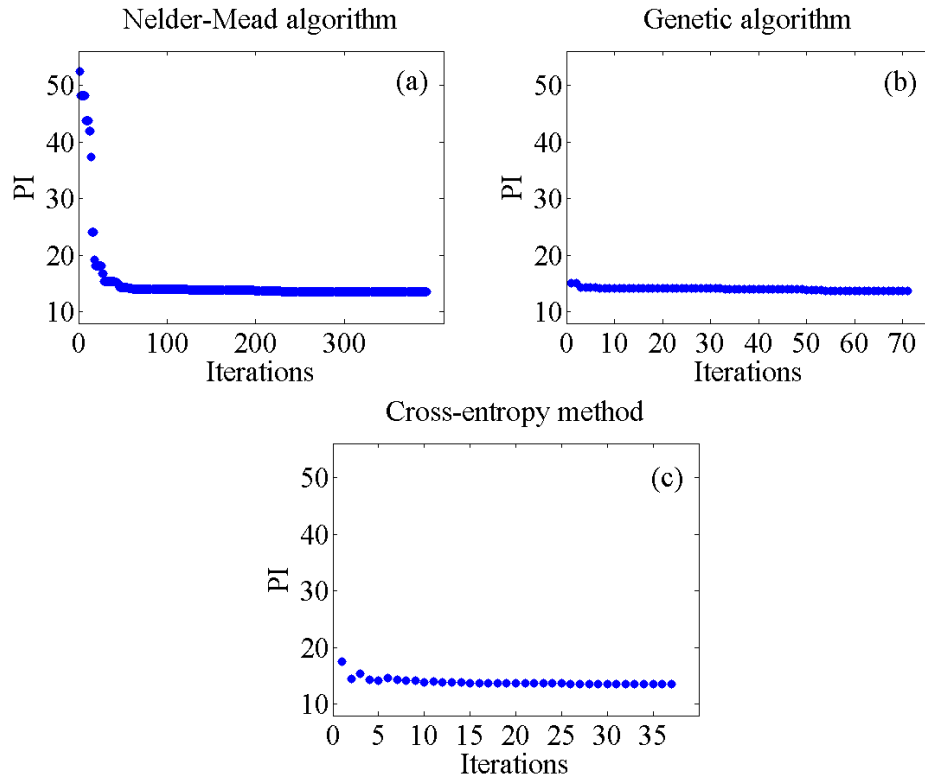 Nelder-Mead algorithm
(a)
PI
50
40
30
20
10
0 100 200 300
Iterations
Genetic algorithm
(b)
PI
50
40
30
20
10
0 10 20 30 40 50 60 70
Iterations
Cross-entropy method
(c)
PI
50
40
30
20
10
0 5 10 15 20 25 30 35
Iterations